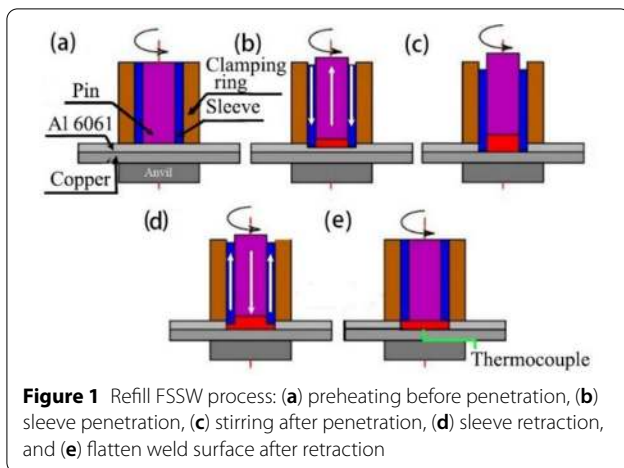 (a)
(b)
(c)
Clamping
ring
Pin
Sleeve
Al 6061
Copper
Anvil
(d)
(e)
Thermocouple
Figure 1 Refill FSSW process: (a) preheating before penetration, (b)
sleeve penetration, (c) stirring after penetration, (d) sleeve retraction,
and (e) flatten weld surface after retraction